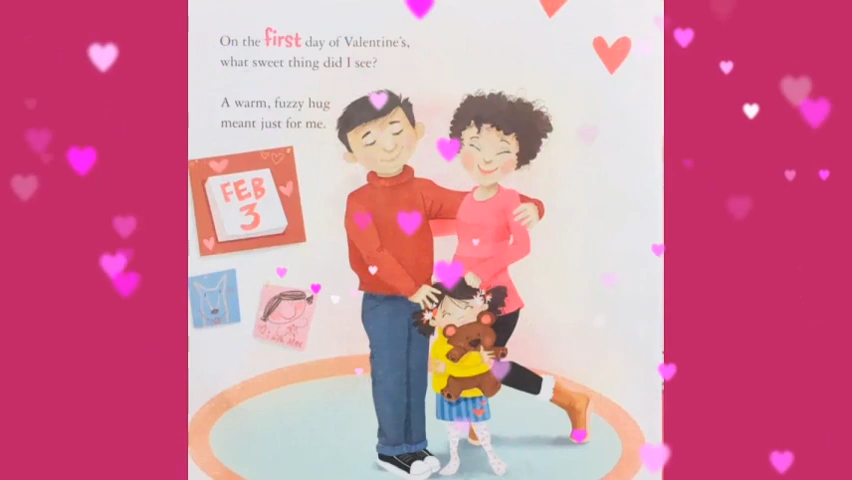 On the first day of Valentine's,
what sweet thing did I see?
A warm, fuzzy hug
meant just for me.
FEB
3